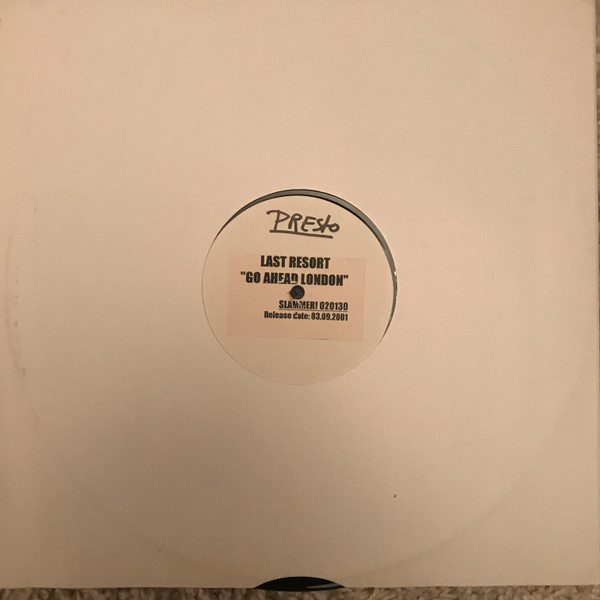 PREsto
LAST RESORT
"GO AHEAD LONDON"
SLAMMER! 020130
Release date: 03.09.2001